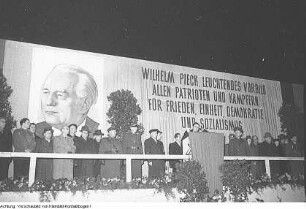 WILHELM PIECK LEUCHTENDES VORBILD
ALLEN PATRIOTEN UND KÄMPFERN
FÜR FRIEDEN, EINHEIT, DEMOKRATIE
UND SOZIALISMUS